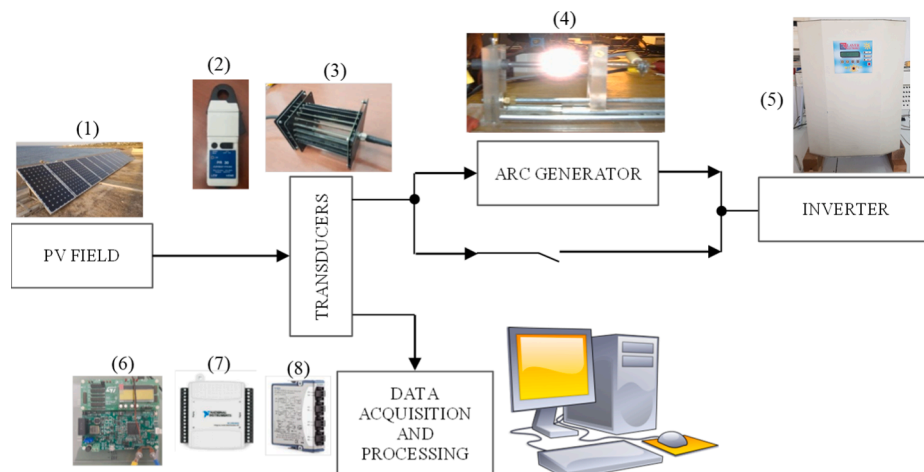 (4)
(2)
(3)
(5)
(1)
ARC GENERATOR
INVERTER
PV FIELD
TRANSDUCERS
(6)
(7)
(8)
DATA
ACQUISITION
AND
PROCESSING